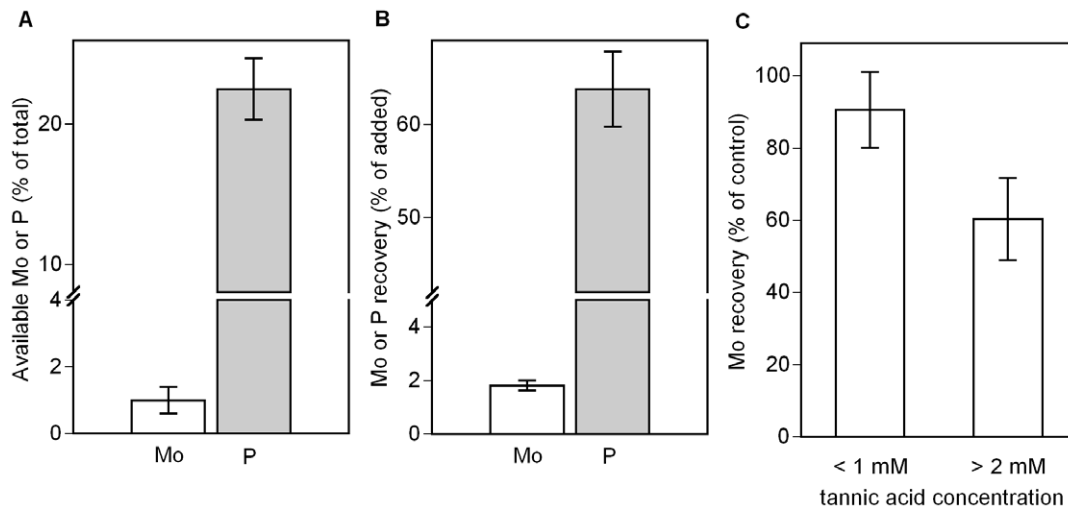 A
Available Mo or P (% of total)
20
10
4
2
0
Mo P
B
Mo or P recovery (% of added)
60
50
4
2
0
Mo P
C
Mo recovery (% of control)
100
80
60
40
20
0
< 1 mM > 2 mM
tannic acid concentration